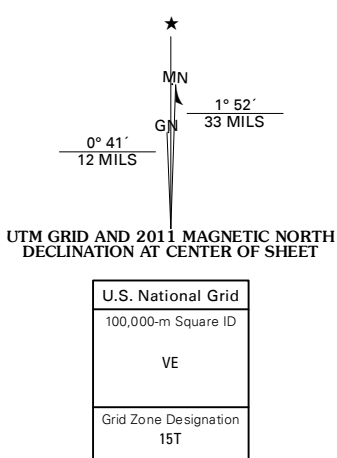 ★
MN
1° 52´
33 MILS
GN
0° 41´
12 MILS
UTM GRID AND 2011 MAGNETIC NORTH
DECLINATION AT CENTER OF SHEET
U.S. National Grid
100,000-m Square ID
VE
Grid Zone Designation
15T